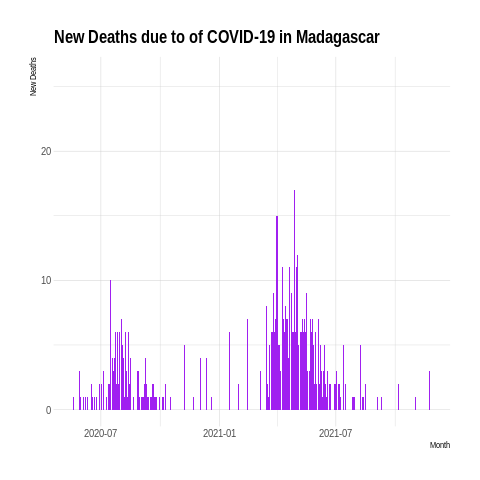 New Deaths due to of COVID-19 in Madagascar
New Deaths
20
10
0
2020-07
2021-01
2021-07
Month